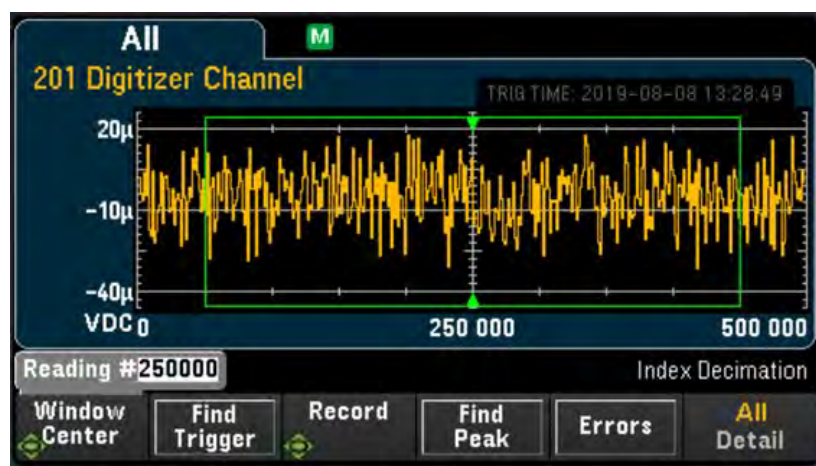 All M
201 Digitizer Channel
TRIG TIME: 2019-08-08 13:28:49
20µ
-10µ
-40µ
VDC 0 250 000 500 000
Reading #250000 Index Decimation
Window Center Find Trigger Record Find Peak Errors All Detail